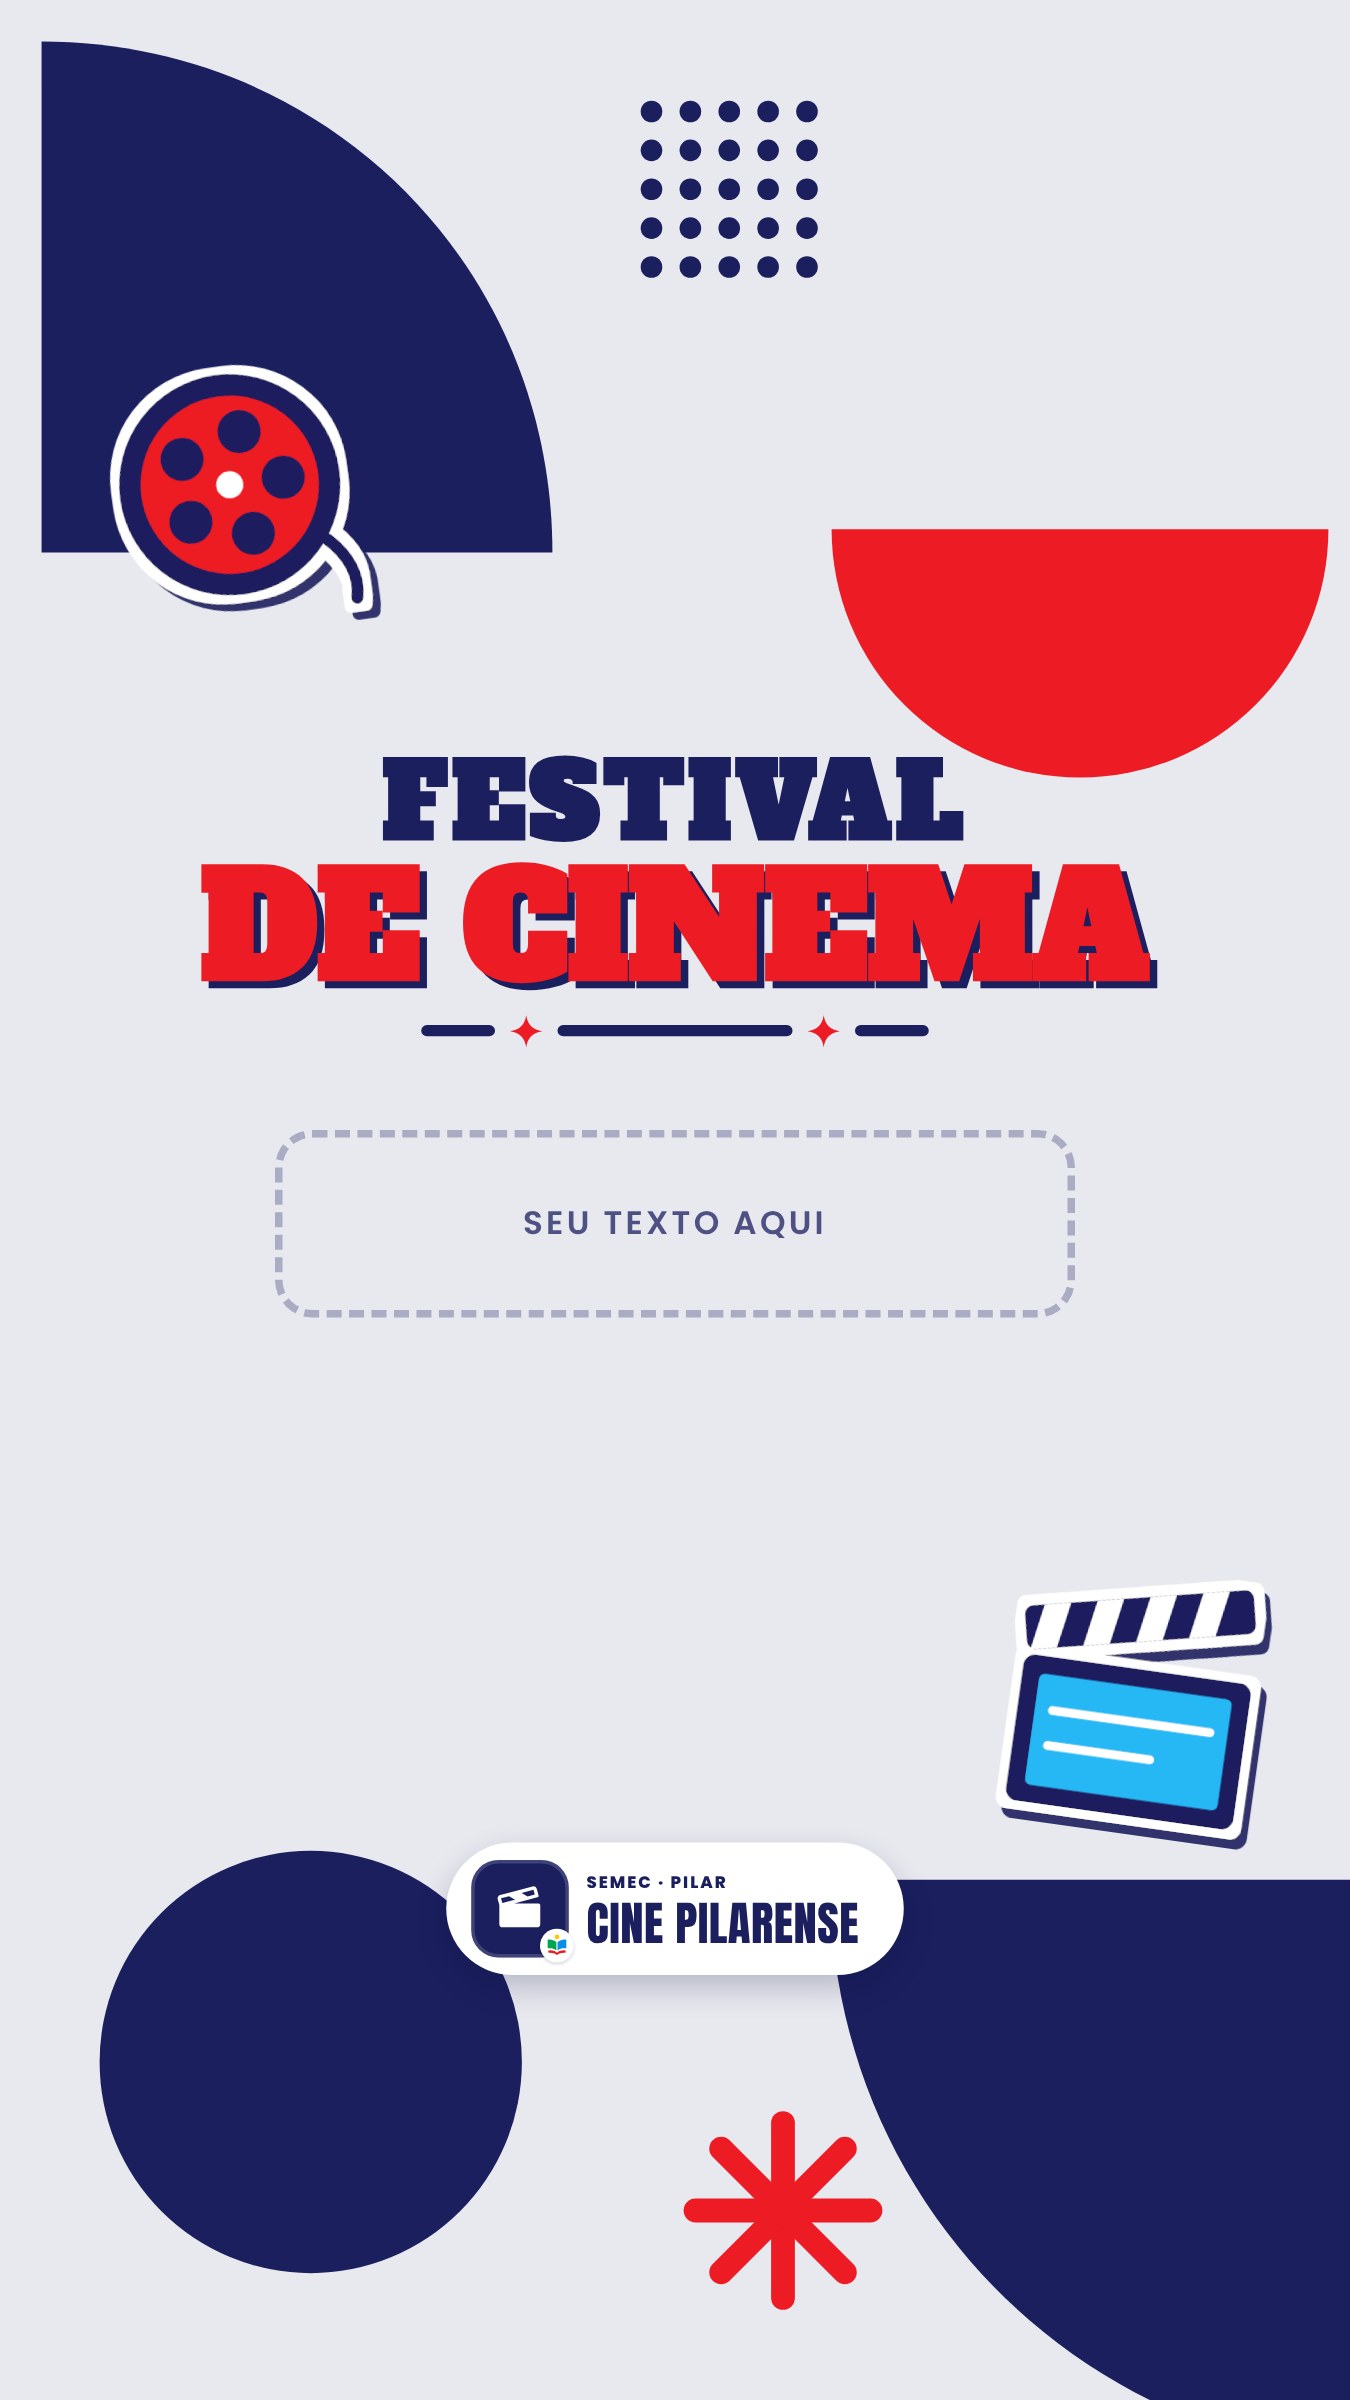 FESTIVAL
DE CINEMA
SEU TEXTO AQUI
SEMEC · PILAR
CINE PILARENSE